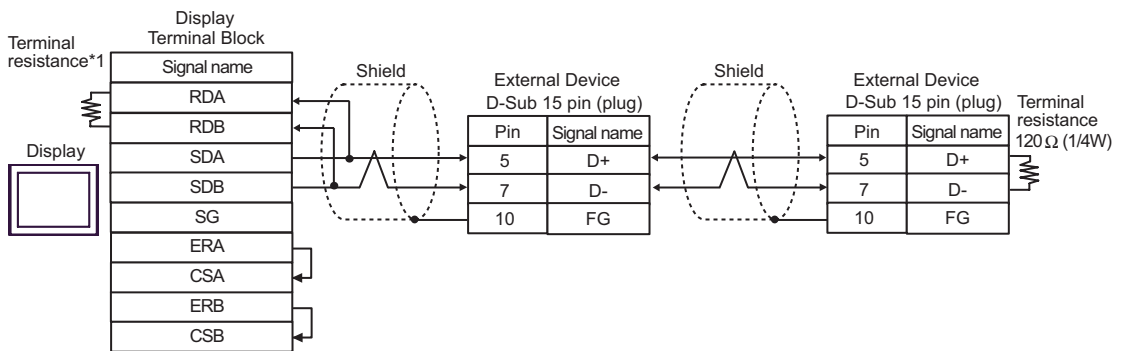 Display
Terminal Block
Terminal
resistance*1
Signal name
RDA
RDB
SDA
SDB
SG
ERA
CSA
ERB
CSB
Display
Shield
External Device
D-Sub 15 pin (plug)
Pin Signal name
5 D+
7 D-
10 FG
Shield
External Device
D-Sub 15 pin (plug)
Pin Signal name
5 D+
7 D-
10 FG
Terminal
resistance
120Ω (1/4W)